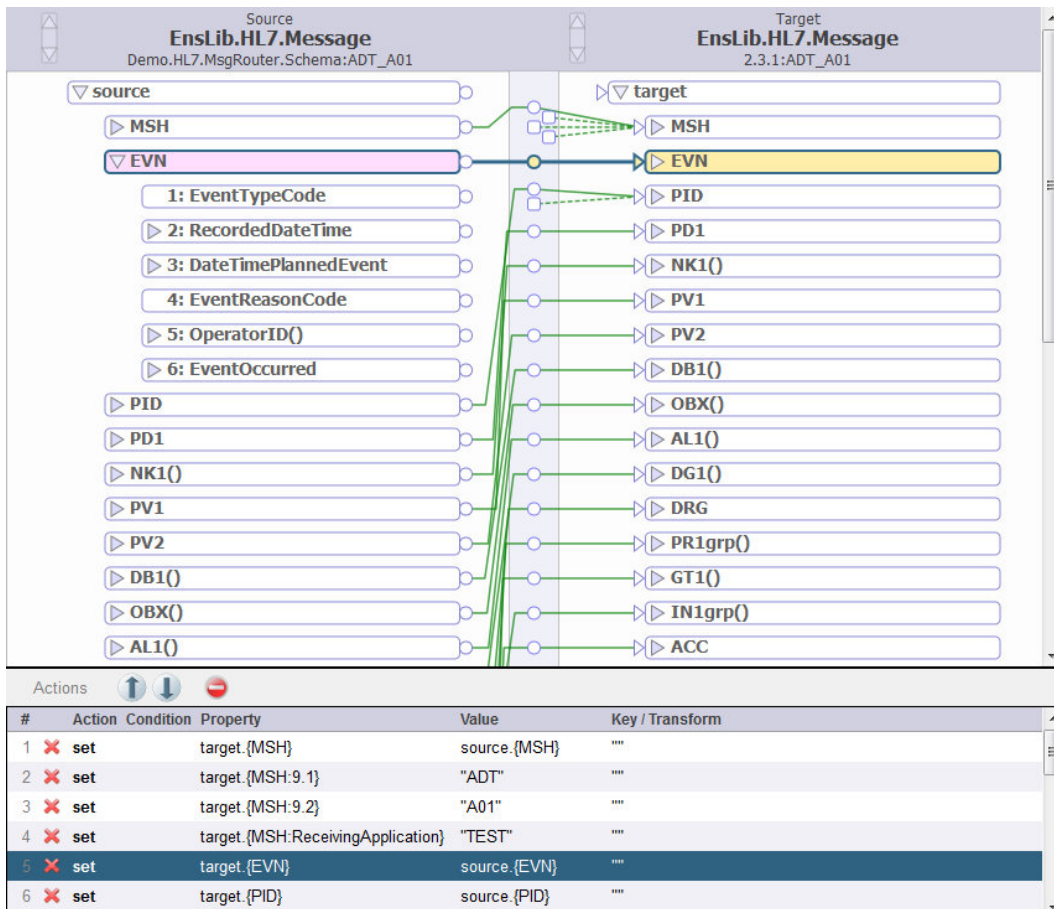 Source
EnsLib.HL7.Message
Demo.HL7.MsgRouter.Schema:ADT_A01
Target
EnsLib.HL7.Message
2.3.1:ADT_A01
source target
MSH MSH
EVN EVN
1: EventTypeCode PID
2: RecordedDateTime PD1
3: DateTimePlannedEvent NK1()
4: EventReasonCode PV1
5: OperatorID() PV2
6: EventOccurred DB1()
PID OBX()
PD1 AL1()
NK1() DG1()
PV1 DRG
PV2 PR1grp()
DB1() GT1()
OBX() IN1grp()
AL1() ACC
Actions
# Action Condition Property Value Key / Transform
1 set target.{MSH} source.{MSH} ""
2 set target.{MSH:9.1} "ADT" ""
3 set target.{MSH:9.2} "A01" ""
4 set target.{MSH:ReceivingApplication} "TEST" ""
5 set target.{EVN} source.{EVN} ""
6 set target.{PID} source.{PID} ""